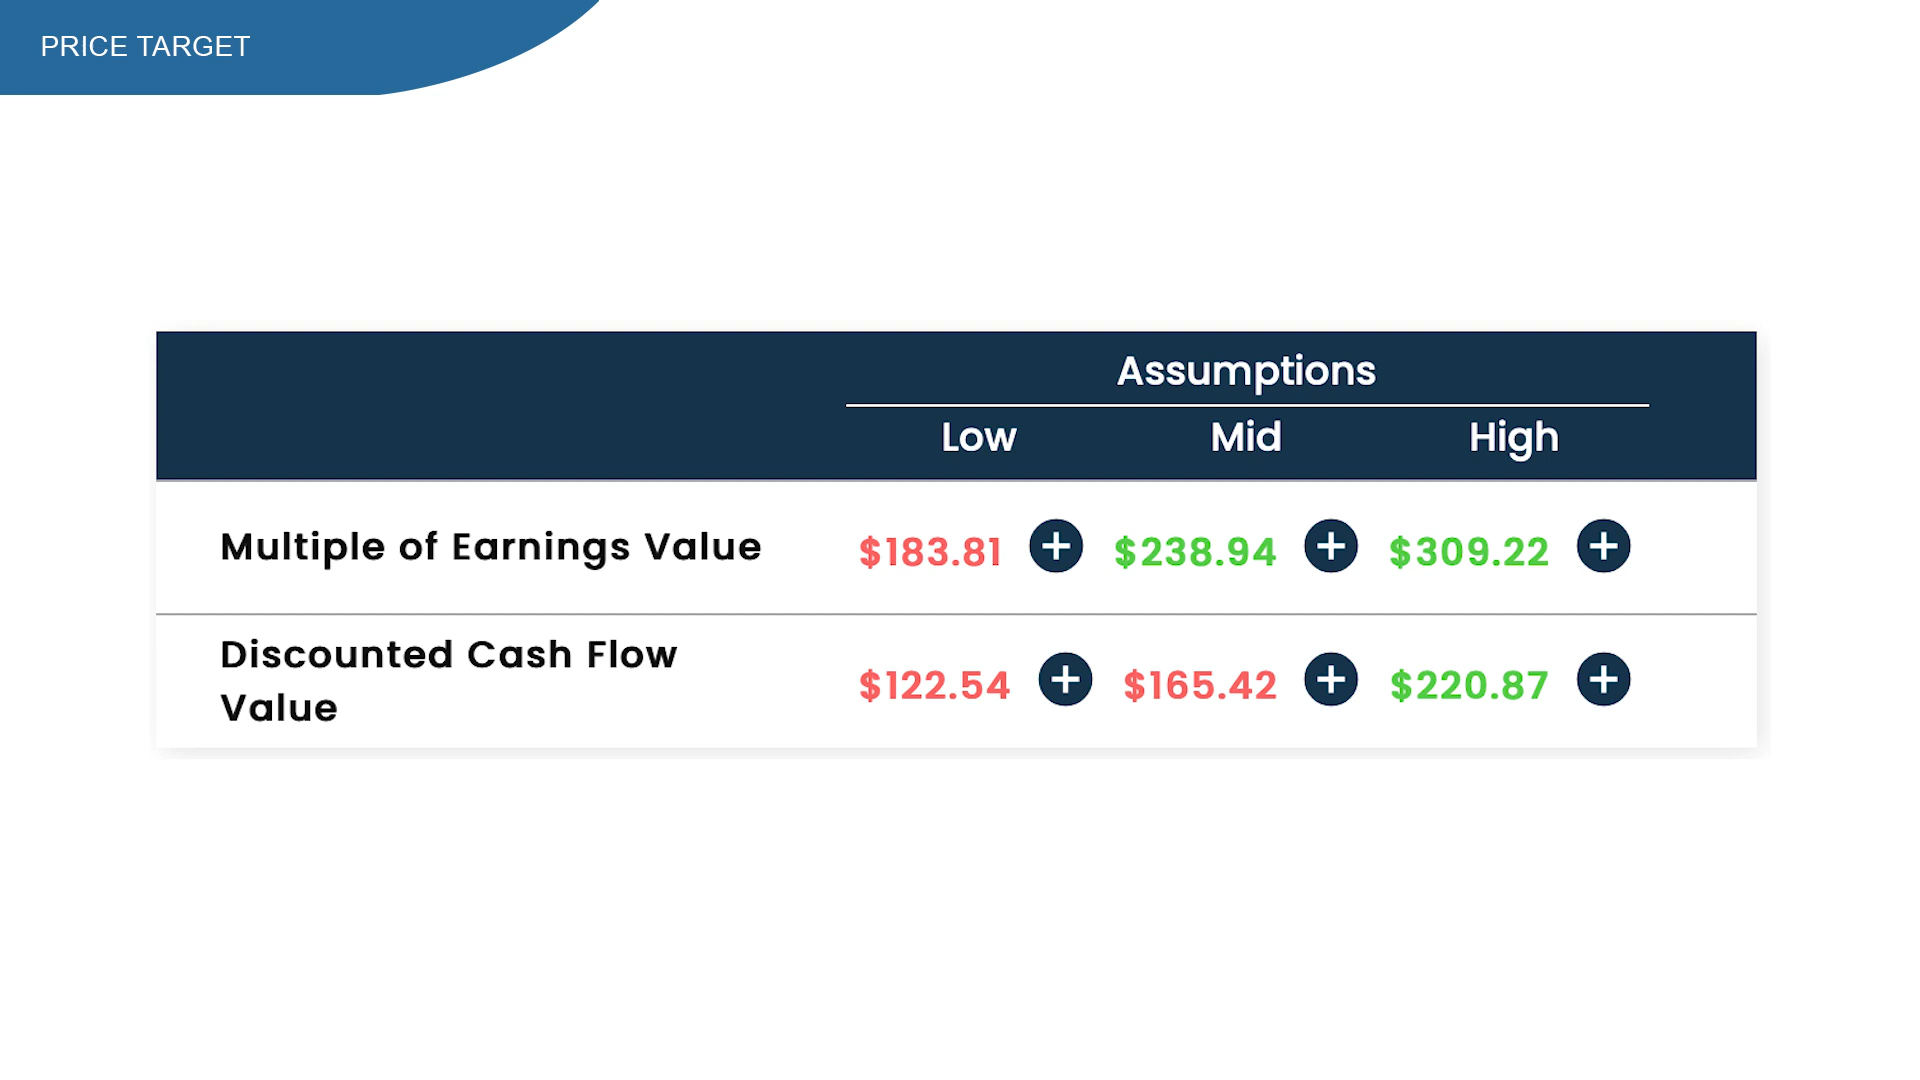 PRICE TARGET
Assumptions
Low Mid High
Multiple of Earnings Value $183.81 $238.94 $309.22
Discounted Cash Flow
Value $122.54 $165.42 $220.87